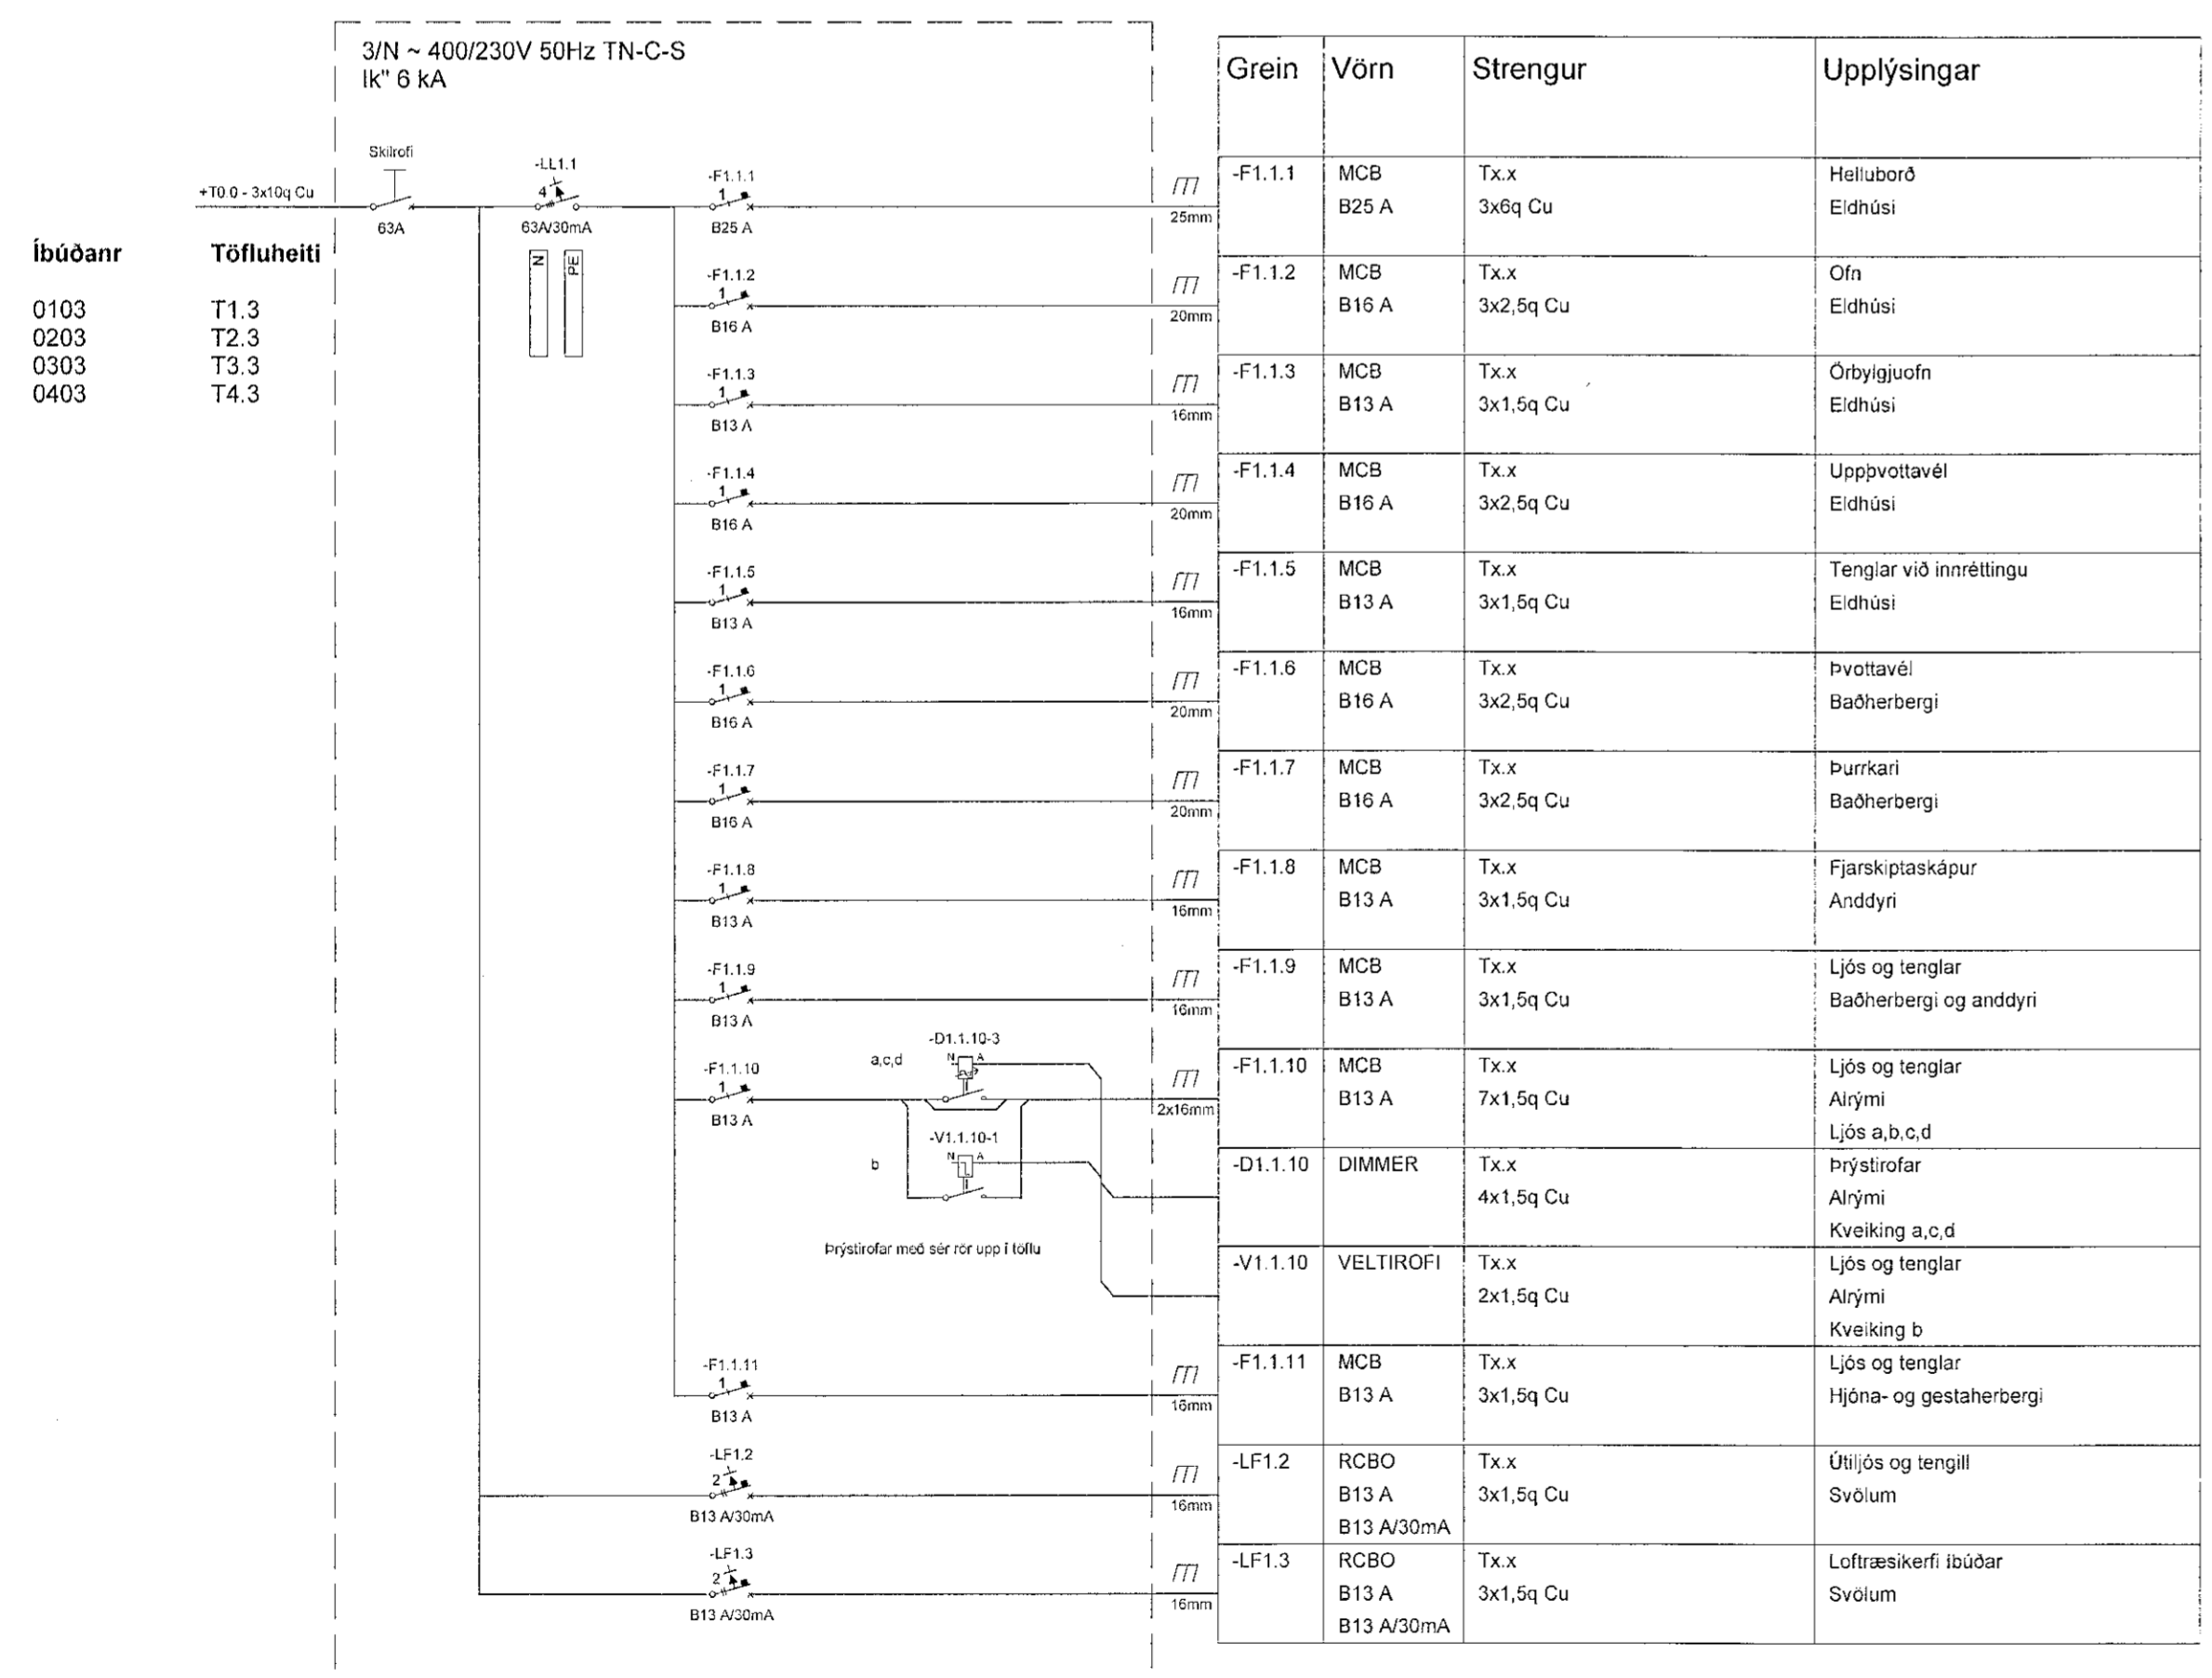 3/N ~ 400/230V 50Hz TN-C-S
Ik" 6 kA
+T0.0 - 3x10q Cu
Skilrofi
63A
-LL1.1
4
63A/30mA
N
PE
Íbúðanr Töfluheiti
0103 T1.3
0203 T2.3
0303 T3.3
0403 T4.3
-F1.1.1
1
B25 A
25mm
-F1.1.2
1
B16 A
20mm
-F1.1.3
1
B13 A
16mm
-F1.1.4
1
B16 A
20mm
-F1.1.5
1
B13 A
16mm
-F1.1.6
1
B16 A
20mm
-F1.1.7
1
B16 A
20mm
-F1.1.8
1
B13 A
16mm
-F1.1.9
1
B13 A
16mm
-F1.1.10
1
B13 A
a,c,d
-D1.1.10-3
N A
2x16mm
b
-V1.1.10-1
N A
Þrýstirofar með sér rör upp í töflu
-F1.1.11
1
B13 A
16mm
-LF1.2
2
B13 A/30mA
16mm
-LF1.3
2
B13 A/30mA
16mm
Grein Vörn Strengur Upplýsingar
-F1.1.1 MCB Tx.x Helluborð
B25 A 3x6q Cu Eldhúsi
-F1.1.2 MCB Tx.x Ofn
B16 A 3x2,5q Cu Eldhúsi
-F1.1.3 MCB Tx.x Örbylgjuofn
B13 A 3x1,5q Cu Eldhúsi
-F1.1.4 MCB Tx.x Uppþvottavél
B16 A 3x2,5q Cu Eldhúsi
-F1.1.5 MCB Tx.x Tenglar við innréttingu
B13 A 3x1,5q Cu Eldhúsi
-F1.1.6 MCB Tx.x Þvottavél
B16 A 3x2,5q Cu Baðherbergi
-F1.1.7 MCB Tx.x Þurrkari
B16 A 3x2,5q Cu Baðherbergi
-F1.1.8 MCB Tx.x Fjarskiptaskápur
B13 A 3x1,5q Cu Anddyri
-F1.1.9 MCB Tx.x Ljós og tenglar
B13 A 3x1,5q Cu Baðherbergi og anddyri
-F1.1.10 MCB Tx.x Ljós og tenglar
B13 A 7x1,5q Cu Alrými
Ljós a,b,c,d
-D1.1.10 DIMMER Tx.x Þrýstirofar
4x1,5q Cu Alrými
Kveiking a,c,d
-V1.1.10 VELTIROFI Tx.x Ljós og tenglar
2x1,5q Cu Alrými
Kveiking b
-F1.1.11 MCB Tx.x Ljós og tenglar
B13 A 3x1,5q Cu Hjóna- og gestaherbergi
-LF1.2 RCBO Tx.x Útiljós og tengill
B13 A 3x1,5q Cu Svölum
B13 A/30mA
-LF1.3 RCBO Tx.x Loftræsikerfi íbúðar
B13 A 3x1,5q Cu Svölum
B13 A/30mA